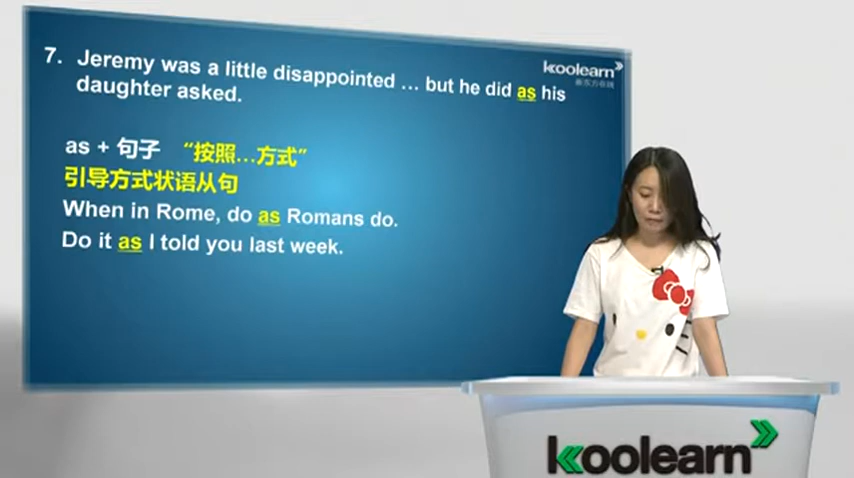 7. Jeremy was a little disappointed … but he did as his
daughter asked.
as + 句子 “按照…方式”
引导方式状语从句
When in Rome, do as Romans do.
Do it as I told you last week.
koolearn
新东方在线
koolearn